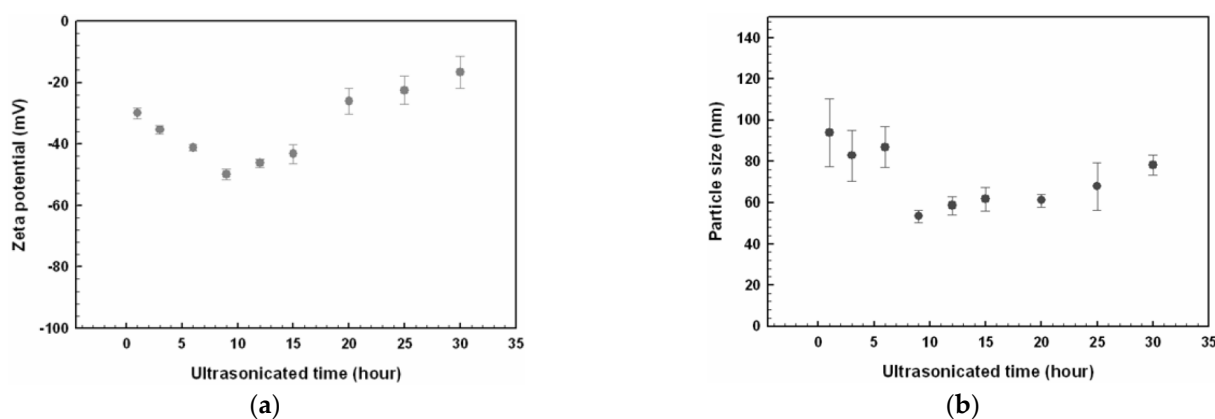 0
-20
-40
-60
-80
-100
Zeta potential (mV)
0 5 10 15 20 25 30 35
Ultrasonicated time (hour)
(a)
140
120
100
80
60
40
20
0
Particle size (nm)
0 5 10 15 20 25 30 35
Ultrasonicated time (hour)
(b)